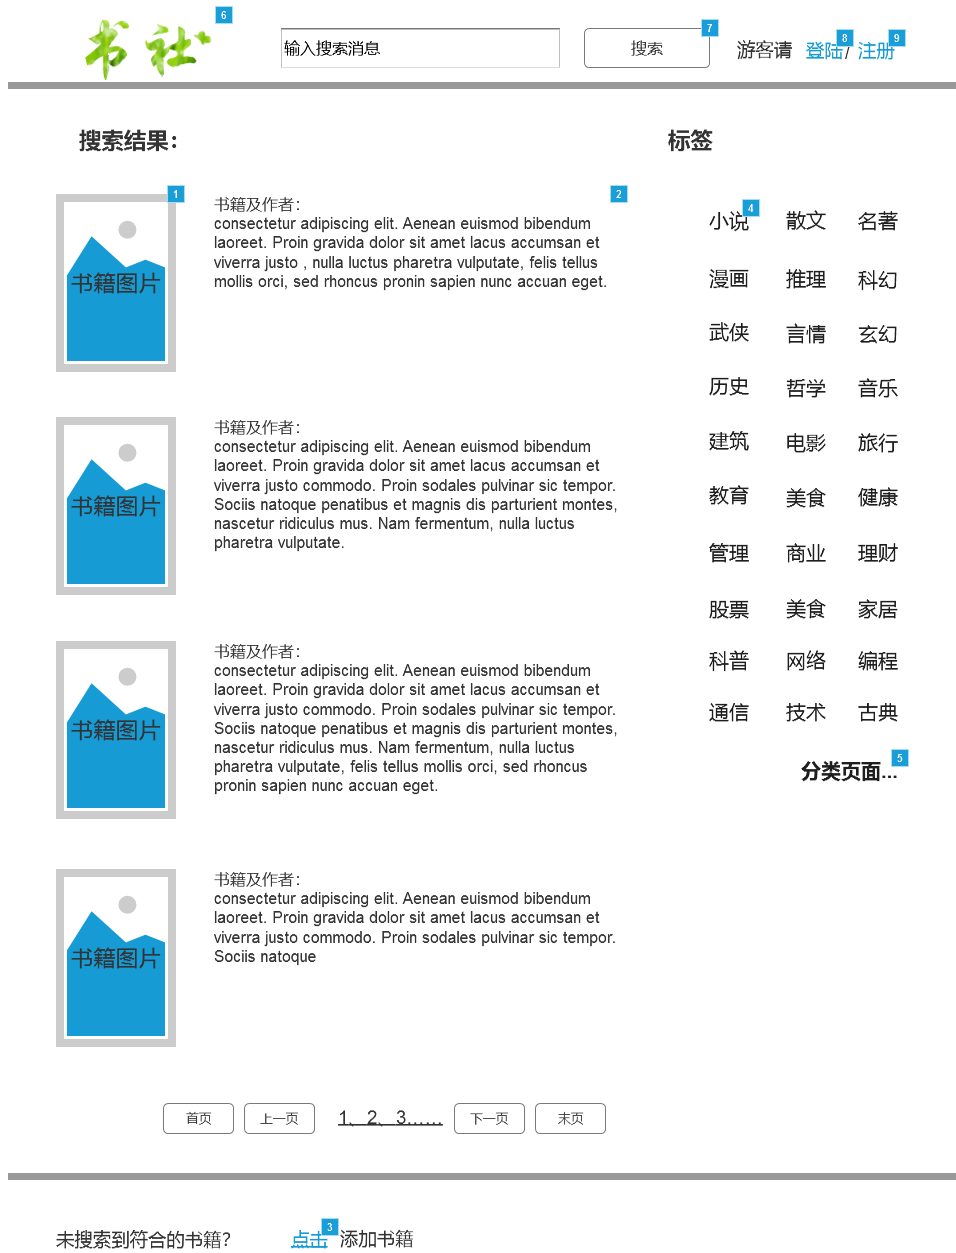 书社 6
输入搜索消息
搜索 7
游客请 登陆 8 / 注册 9
搜索结果：
标签
1
书籍图片
2
书籍及作者：
consectetur adipiscing elit. Aenean euismod bibendum
laoreet. Proin gravida dolor sit amet lacus accumsan et
viverra justo , nulla luctus pharetra vulputate, felis tellus
mollis orci, sed rhoncus pronin sapien nunc accuan eget.
书籍图片
书籍及作者：
consectetur adipiscing elit. Aenean euismod bibendum
laoreet. Proin gravida dolor sit amet lacus accumsan et
viverra justo commodo. Proin sodales pulvinar sic tempor.
Sociis natoque penatibus et magnis dis parturient montes,
nascetur ridiculus mus. Nam fermentum, nulla luctus
pharetra vulputate.
书籍图片
书籍及作者：
consectetur adipiscing elit. Aenean euismod bibendum
laoreet. Proin gravida dolor sit amet lacus accumsan et
viverra justo commodo. Proin sodales pulvinar sic tempor.
Sociis natoque penatibus et magnis dis parturient montes,
nascetur ridiculus mus. Nam fermentum, nulla luctus
pharetra vulputate, felis tellus mollis orci, sed rhoncus
pronin sapien nunc accuan eget.
书籍图片
书籍及作者：
consectetur adipiscing elit. Aenean euismod bibendum
laoreet. Proin gravida dolor sit amet lacus accumsan et
viverra justo commodo. Proin sodales pulvinar sic tempor.
Sociis natoque
小说 4 散文 名著
漫画 推理 科幻
武侠 言情 玄幻
历史 哲学 音乐
建筑 电影 旅行
教育 美食 健康
管理 商业 理财
股票 美食 家居
科普 网络 编程
通信 技术 古典
分类页面... 5
首页 上一页 1、2、3…… 下一页 末页
未搜索到符合的书籍? 点击 3 添加书籍